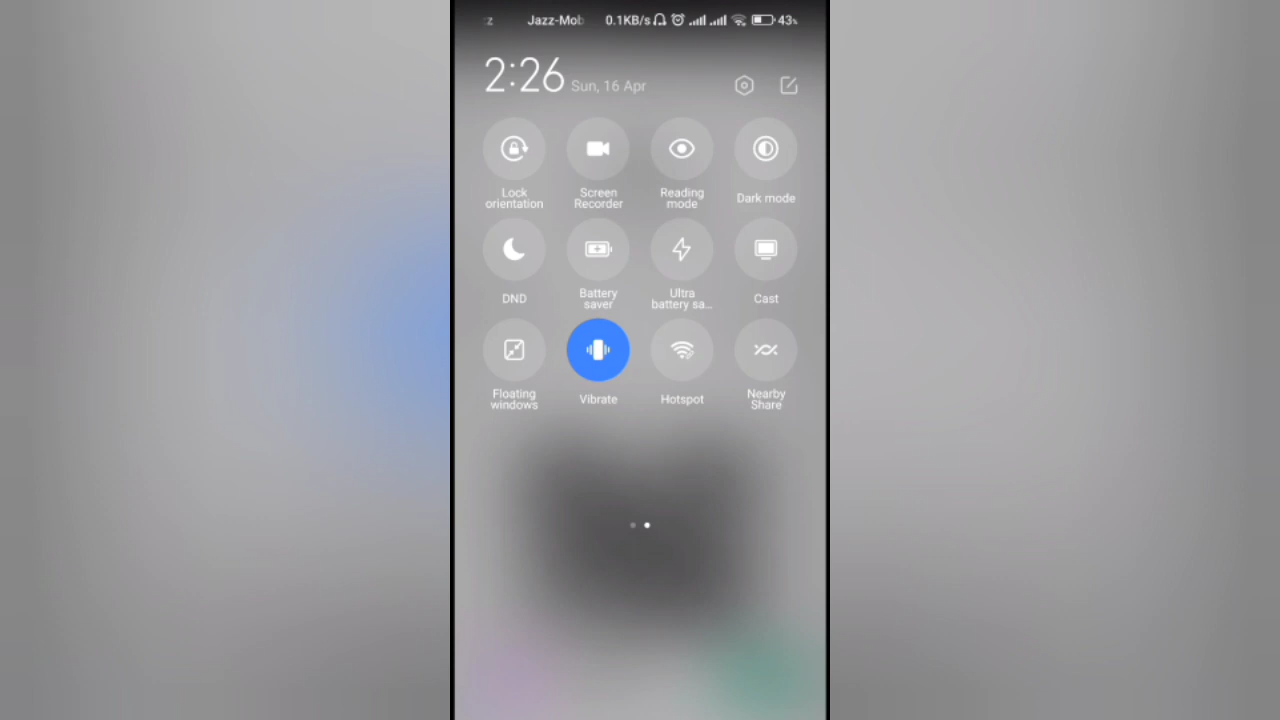 z Jazz-Mob 0.1KB/s 43%
2:26 Sun, 16 Apr
Lock
orientation
Screen
Recorder
Reading
mode
Dark mode
DND
Battery
saver
Ultra
battery sa...
Cast
Floating
windows
Vibrate
Hotspot
Nearby
Share